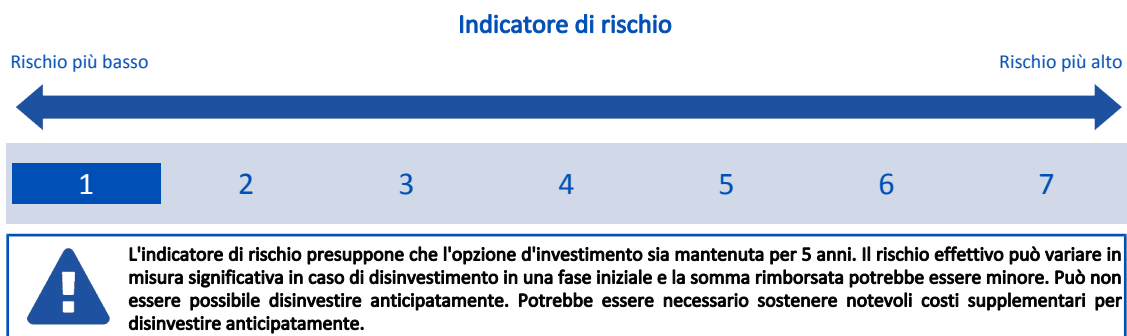 Indicatore di rischio
Rischio più basso Rischio più alto
1 2 3 4 5 6 7
L'indicatore di rischio presuppone che l'opzione d'investimento sia mantenuta per 5 anni. Il rischio effettivo può variare in
misura significativa in caso di disinvestimento in una fase iniziale e la somma rimborsata potrebbe essere minore. Può non
essere possibile disinvestire anticipatamente. Potrebbe essere necessario sostenere notevoli costi supplementari per
disinvestire anticipatamente.